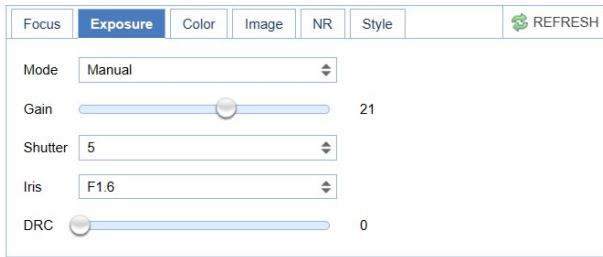 Focus Exposure Color Image NR Style REFRESH
Mode Manual
Gain 21
Shutter 5
Iris F1.6
DRC 0